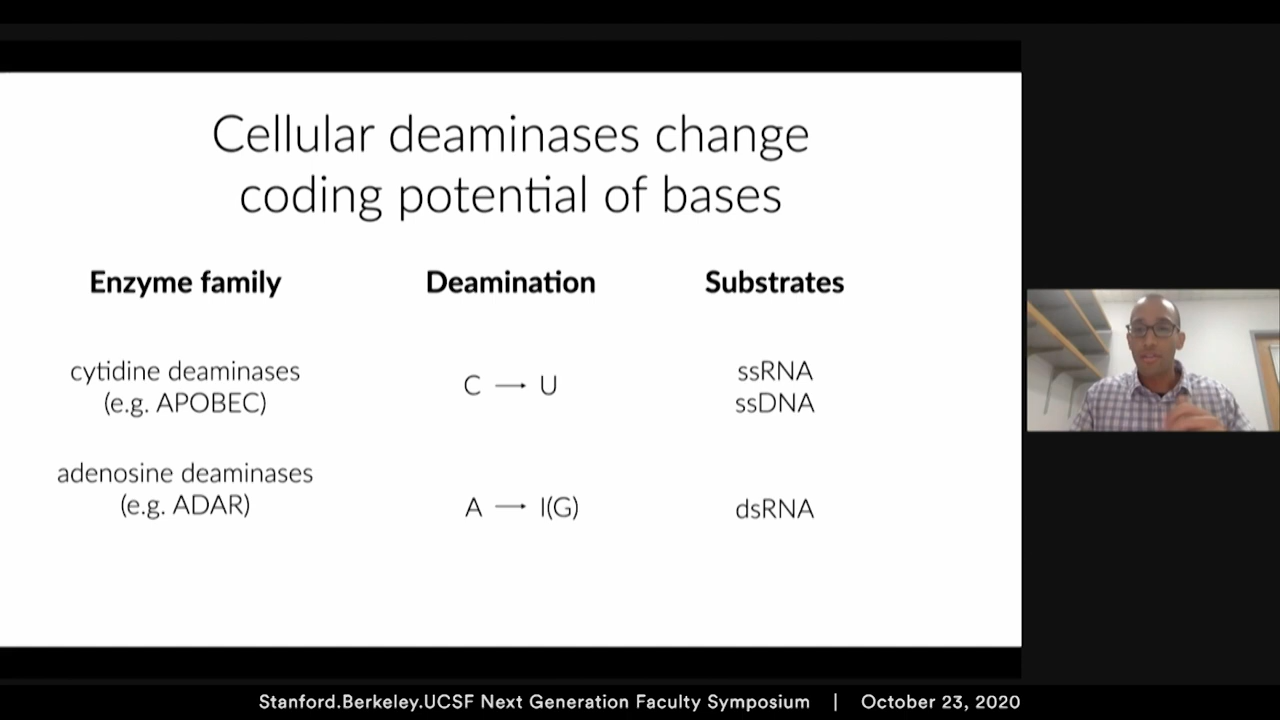 Cellular deaminases change
coding potential of bases
Enzyme family Deamination Substrates
cytidine deaminases
(e.g. APOBEC)
C → U
ssRNA
ssDNA
adenosine deaminases
(e.g. ADAR)
A → I(G)
dsRNA
Stanford.Berkeley.UCSF Next Generation Faculty Symposium | October 23, 2020